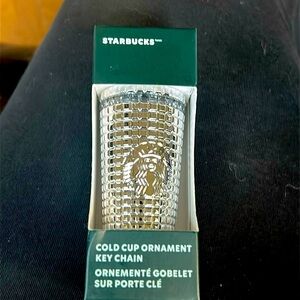 STARBUCKS
COLD CUP ORNAMENT
KEY CHAIN
ORNEMENTÉ GOBELET
SUR PORTE CLÉ